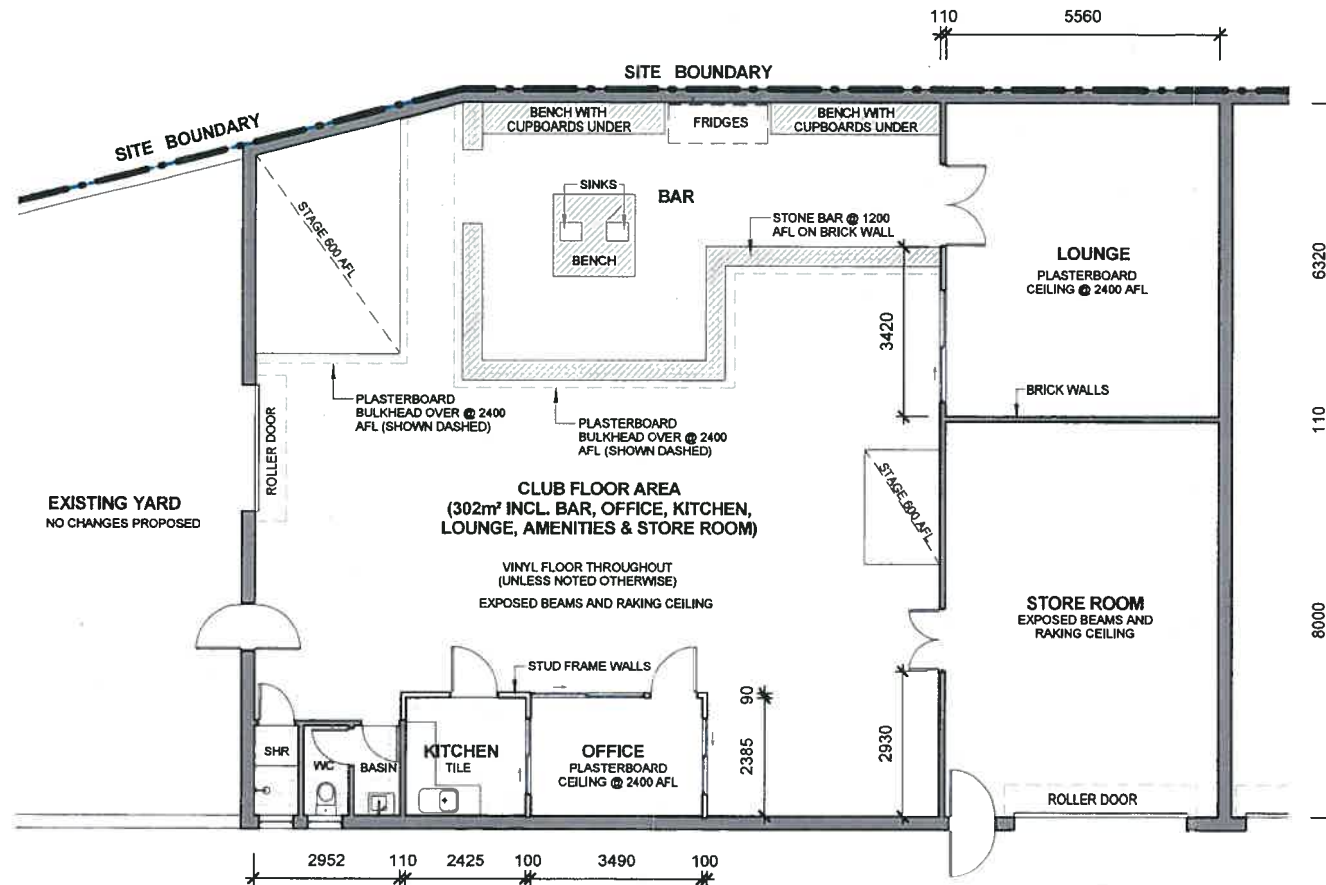 110
5560
SITE BOUNDARY
SITE BOUNDARY
BENCH WITH
CUPBOARDS UNDER
FRIDGES
BENCH WITH
CUPBOARDS UNDER
SINKS
BAR
STONE BAR @ 1200
AFL ON BRICK WALL
BENCH
STAGE 600 AFL
LOUNGE
PLASTERBOARD
CEILING @ 2400 AFL
6320
3420
BRICK WALLS
PLASTERBOARD
BULKHEAD OVER @ 2400
AFL (SHOWN DASHED)
PLASTERBOARD
BULKHEAD OVER @ 2400
AFL (SHOWN DASHED)
110
ROLLER DOOR
EXISTING YARD
NO CHANGES PROPOSED
CLUB FLOOR AREA
(302m² INCL. BAR, OFFICE, KITCHEN,
LOUNGE, AMENITIES & STORE ROOM)
STAGE 600 AFL
VINYL FLOOR THROUGHOUT
(UNLESS NOTED OTHERWISE)
EXPOSED BEAMS AND RAKING CEILING
STORE ROOM
EXPOSED BEAMS AND
RAKING CEILING
8000
STUD FRAME WALLS
90
2385
2930
SHR
WC
BASIN
KITCHEN
TILE
OFFICE
PLASTERBOARD
CEILING @ 2400 AFL
ROLLER DOOR
2952
110
2425
100
3490
100